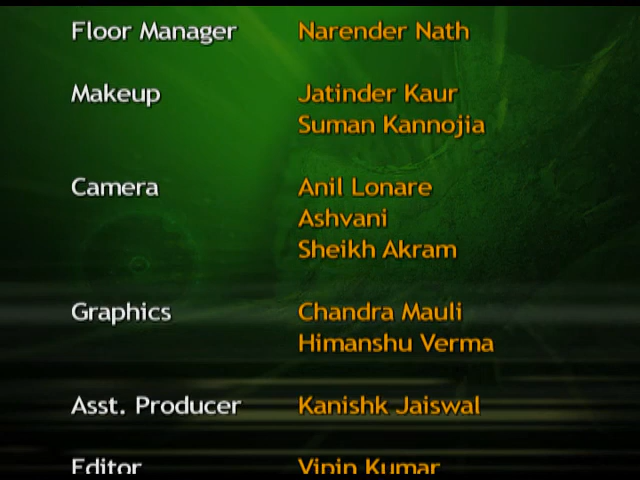 Floor Manager Narender Nath
Makeup Jatinder Kaur
Suman Kannojia
Camera Anil Lonare
Ashvani
Sheikh Akram
Graphics Chandra Mauli
Himanshu Verma
Asst. Producer Kanishk Jaiswal
Editor Vipin Kumar